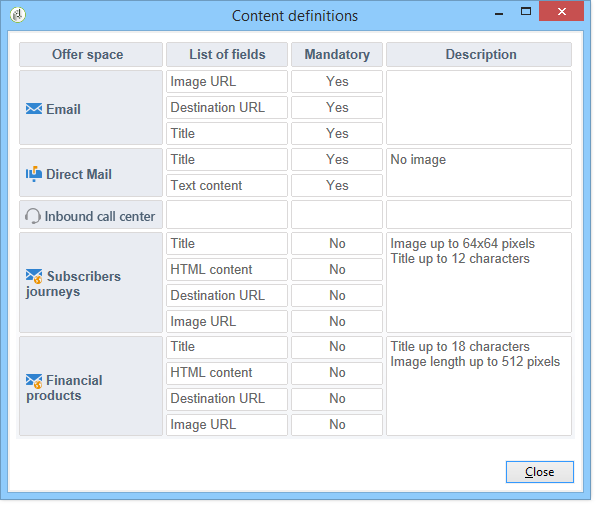 Content definitions
Offer space List of fields Mandatory Description
Email
Image URL Yes
Destination URL Yes
Title Yes
Direct Mail
Title Yes No image
Text content Yes
Inbound call center
Subscribers journeys
Title No Image up to 64x64 pixels
Title up to 12 characters
HTML content No
Destination URL No
Image URL No
Financial products
Title No Title up to 18 characters
Image length up to 512 pixels
HTML content No
Destination URL No
Image URL No
Close